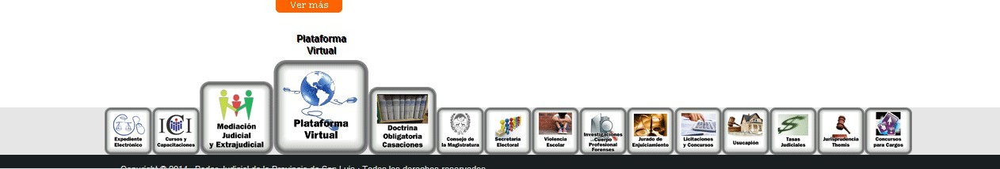 Ver más
Plataforma
Virtual
Expediente
Electrónico
ICI
Cursos y
Capacitaciones
Mediación
Judicial
y Extrajudicial
Plataforma
Virtual
Doctrina
Obligatoria
Casaciones
Consejo de
la Magistratura
Secretaria
Electoral
Violencia
Escolar
Investigaciones
Cuerpo
Profesional
Forenses
Jurado de
Enjuiciamiento
Licitaciones
y Concursos
Usucapión
Tasas
Judiciales
Jurisprudencia
Themis
Concursos
para Cargos
Copyright © 2014 - Poder Judicial de la Provincia de San Luis - Todos los derechos reservados